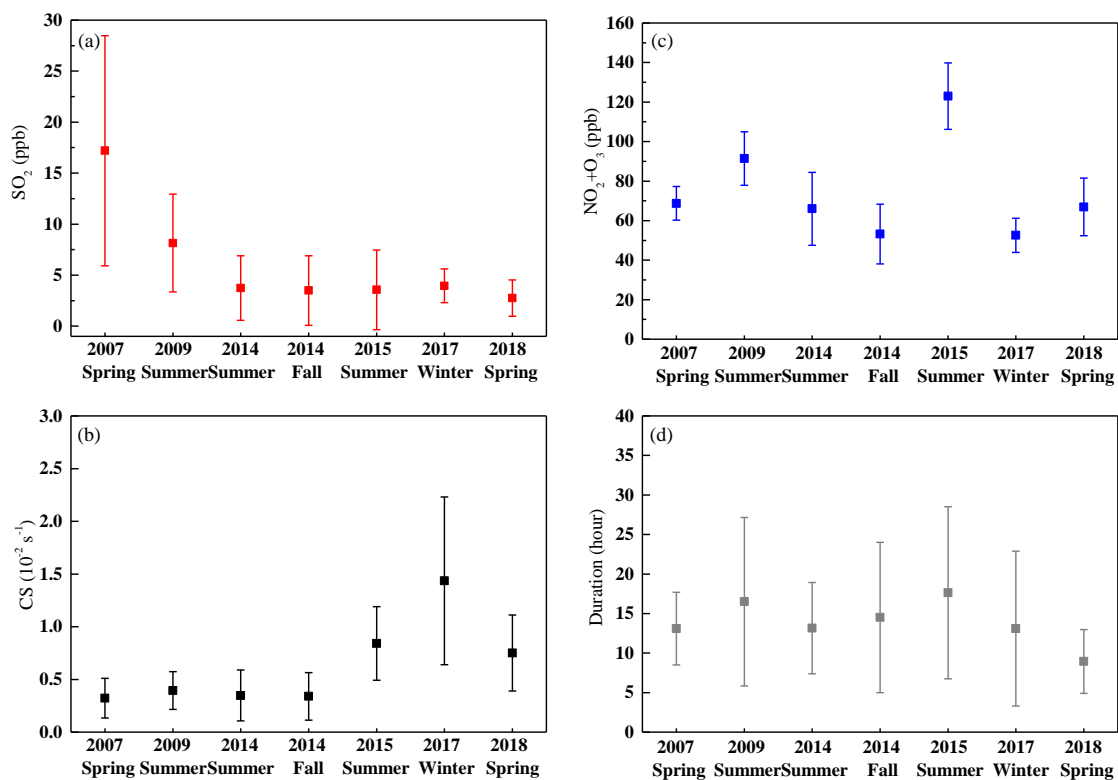 (a)
SO2 (ppb)
30
25
20
15
10
5
0
2007 2009 2014 2014 2015 2017 2018
Spring Summer Summer Fall Summer Winter Spring
(c)
NO2+O3 (ppb)
160
140
120
100
80
60
40
20
0
2007 2009 2014 2014 2015 2017 2018
Spring Summer Summer Fall Summer Winter Spring
(b)
CS (10-2 s-1)
3.0
2.5
2.0
1.5
1.0
0.5
0.0
2007 2009 2014 2014 2015 2017 2018
Spring Summer Summer Fall Summer Winter Spring
(d)
Duration (hour)
40
35
30
25
20
15
10
5
0
2007 2009 2014 2014 2015 2017 2018
Spring Summer Summer Fall Summer Winter Spring